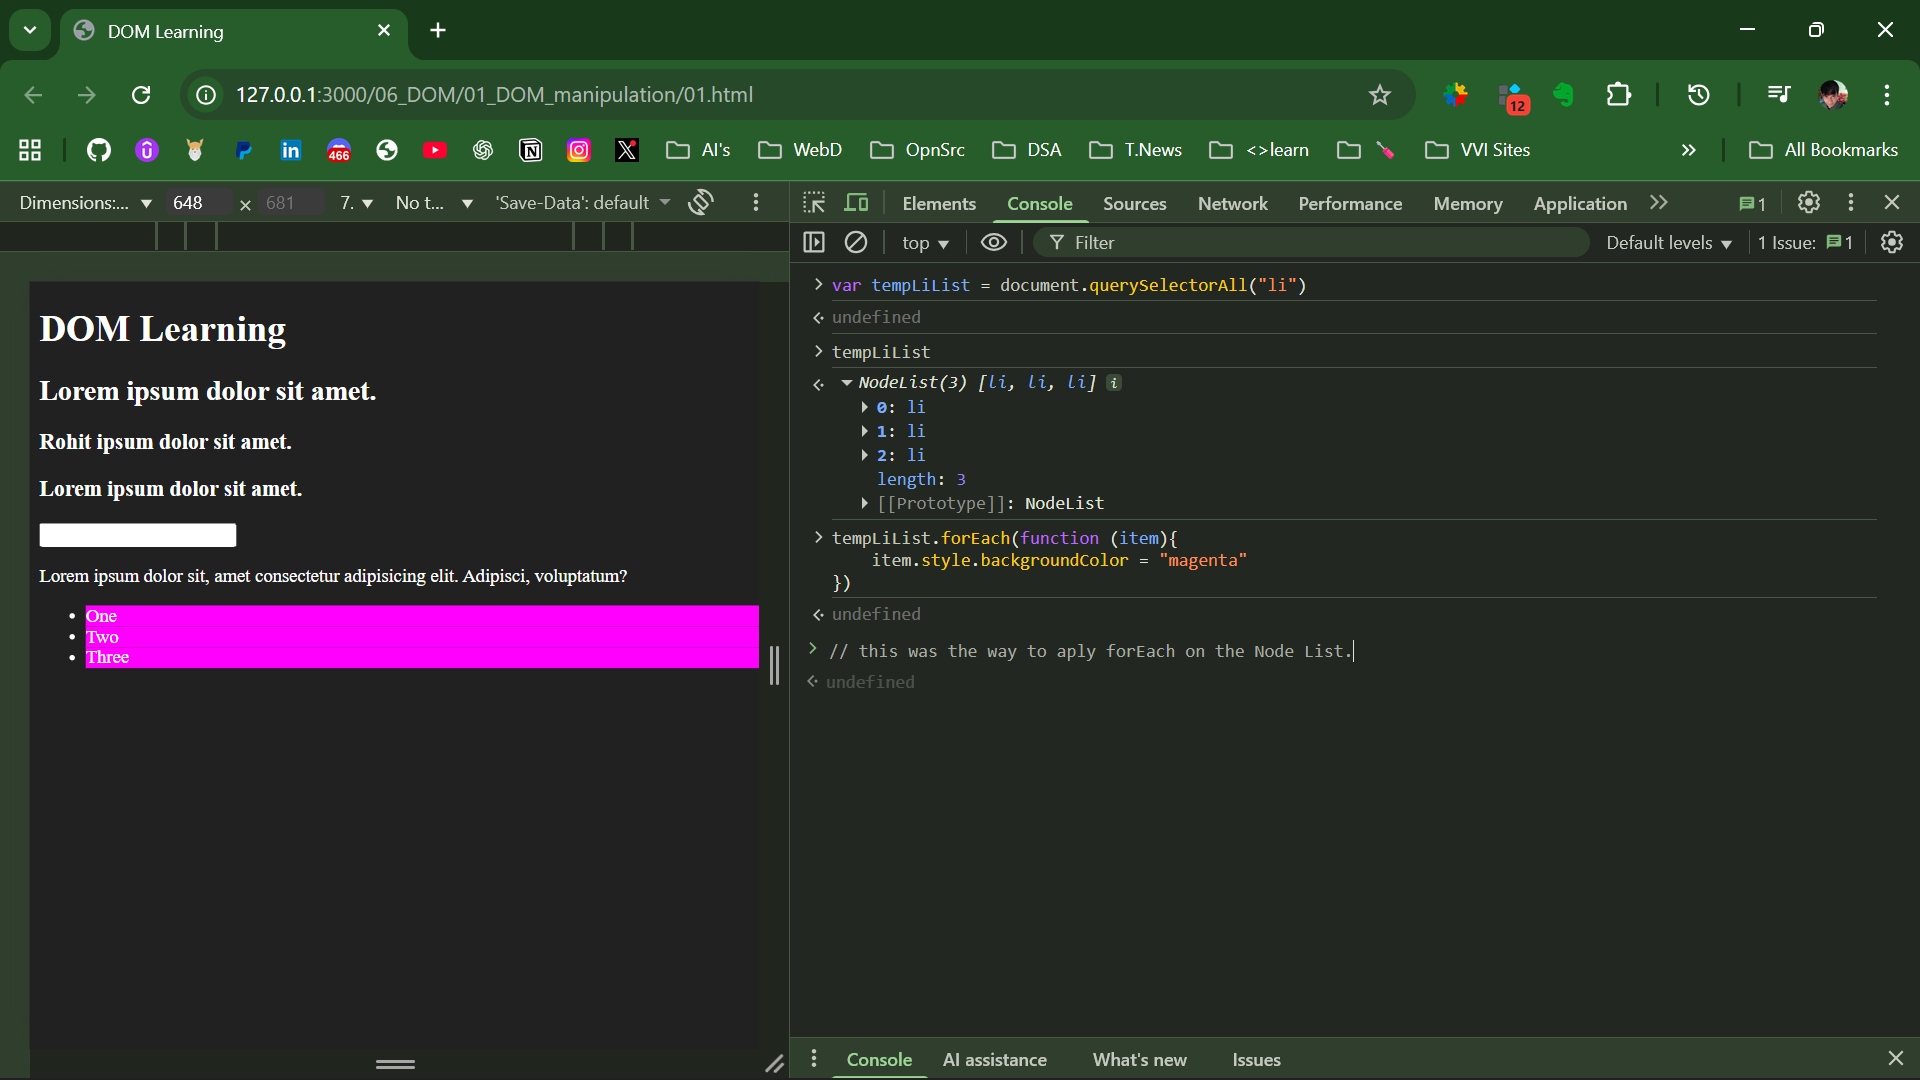 DOM Learning
127.0.0.1:3000/06_DOM/01_DOM_manipulation/01.html
12
466
AI's
WebD
OpnSrc
DSA
T.News
<>learn
VVI Sites
All Bookmarks
Dimensions:...
648
×
681
7.
No t...
'Save-Data': default
Elements
Console
Sources
Network
Performance
Memory
Application
1
top
Filter
Default levels
1 Issue:
1
DOM Learning
Lorem ipsum dolor sit amet.
Rohit ipsum dolor sit amet.
Lorem ipsum dolor sit amet.
Lorem ipsum dolor sit, amet consectetur adipisicing elit. Adipisci, voluptatum?
One
Two
Three
var tempLiList = document.querySelectorAll("li")
undefined
tempLiList
NodeList(3) [li, li, li] i
0: li
1: li
2: li
length: 3
[[Prototype]]: NodeList
tempLiList.forEach(function (item){
item.style.backgroundColor = "magenta"
})
undefined
// this was the way to aply forEach on the Node List.
undefined
Console
AI assistance
What's new
Issues